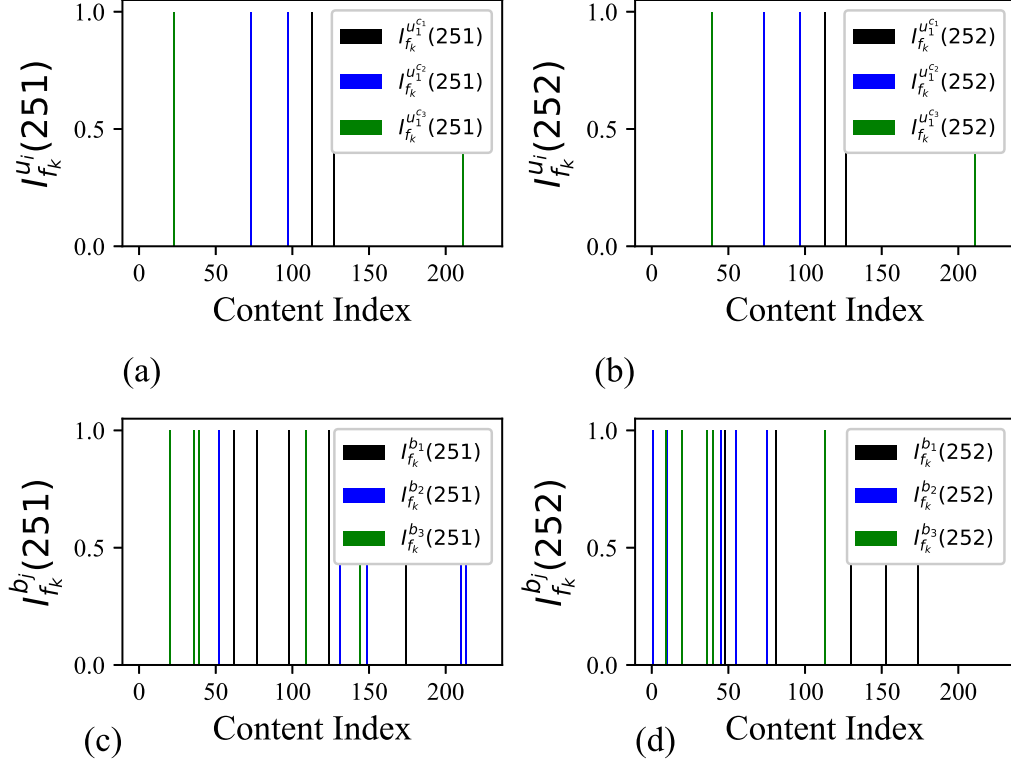 I_{f_k}^{u_i}(251)
1.0
0.5
0.0
I_{f_k}^{u_1^{c_1}}(251)
I_{f_k}^{u_1^{c_2}}(251)
I_{f_k}^{u_1^{c_3}}(251)
0 50 100 150 200
Content Index
(a)
I_{f_k}^{u_i}(252)
1.0
0.5
0.0
I_{f_k}^{u_1^{c_1}}(252)
I_{f_k}^{u_1^{c_2}}(252)
I_{f_k}^{u_1^{c_3}}(252)
0 50 100 150 200
Content Index
(b)
I_{f_k}^{b_j}(251)
1.0
0.5
0.0
I_{f_k}^{b_1}(251)
I_{f_k}^{b_2}(251)
I_{f_k}^{b_3}(251)
0 50 100 150 200
Content Index
(c)
I_{f_k}^{b_j}(252)
1.0
0.5
0.0
I_{f_k}^{b_1}(252)
I_{f_k}^{b_2}(252)
I_{f_k}^{b_3}(252)
0 50 100 150 200
Content Index
(d)